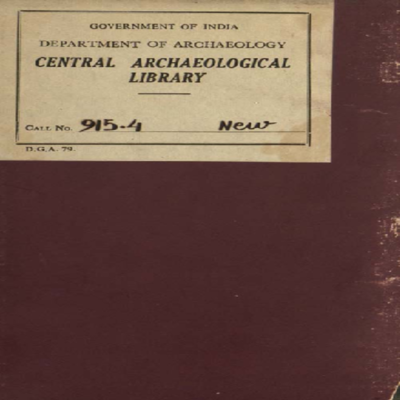 GOVERNMENT OF INDIA
DEPARTMENT OF ARCHAEOLOGY
CENTRAL ARCHAEOLOGICAL
LIBRARY
CALL No. 915.4 New
D.G.A. 79.